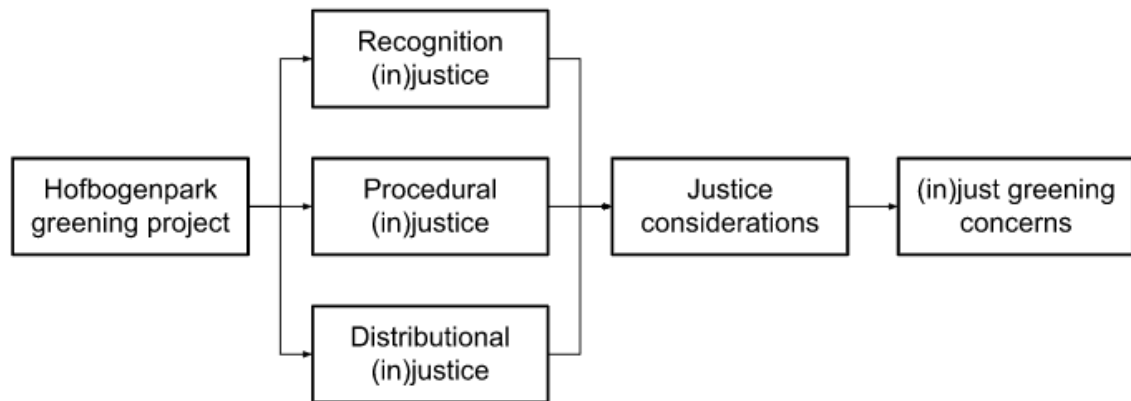 Recognition
(in)justice
Hofbogenpark
greening project
Procedural
(in)justice
Justice
considerations
(in)just greening
concerns
Distributional
(in)justice